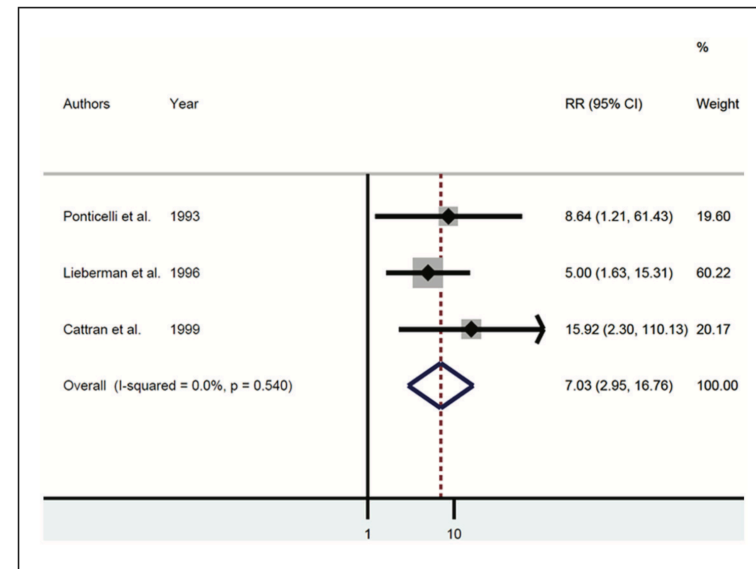 %
Authors Year RR (95% CI) Weight
Ponticelli et al. 1993 8.64 (1.21, 61.43) 19.60
Lieberman et al. 1996 5.00 (1.63, 15.31) 60.22
Cattran et al. 1999 15.92 (2.30, 110.13) 20.17
Overall (I-squared = 0.0%, p = 0.540) 7.03 (2.95, 16.76) 100.00
1 10